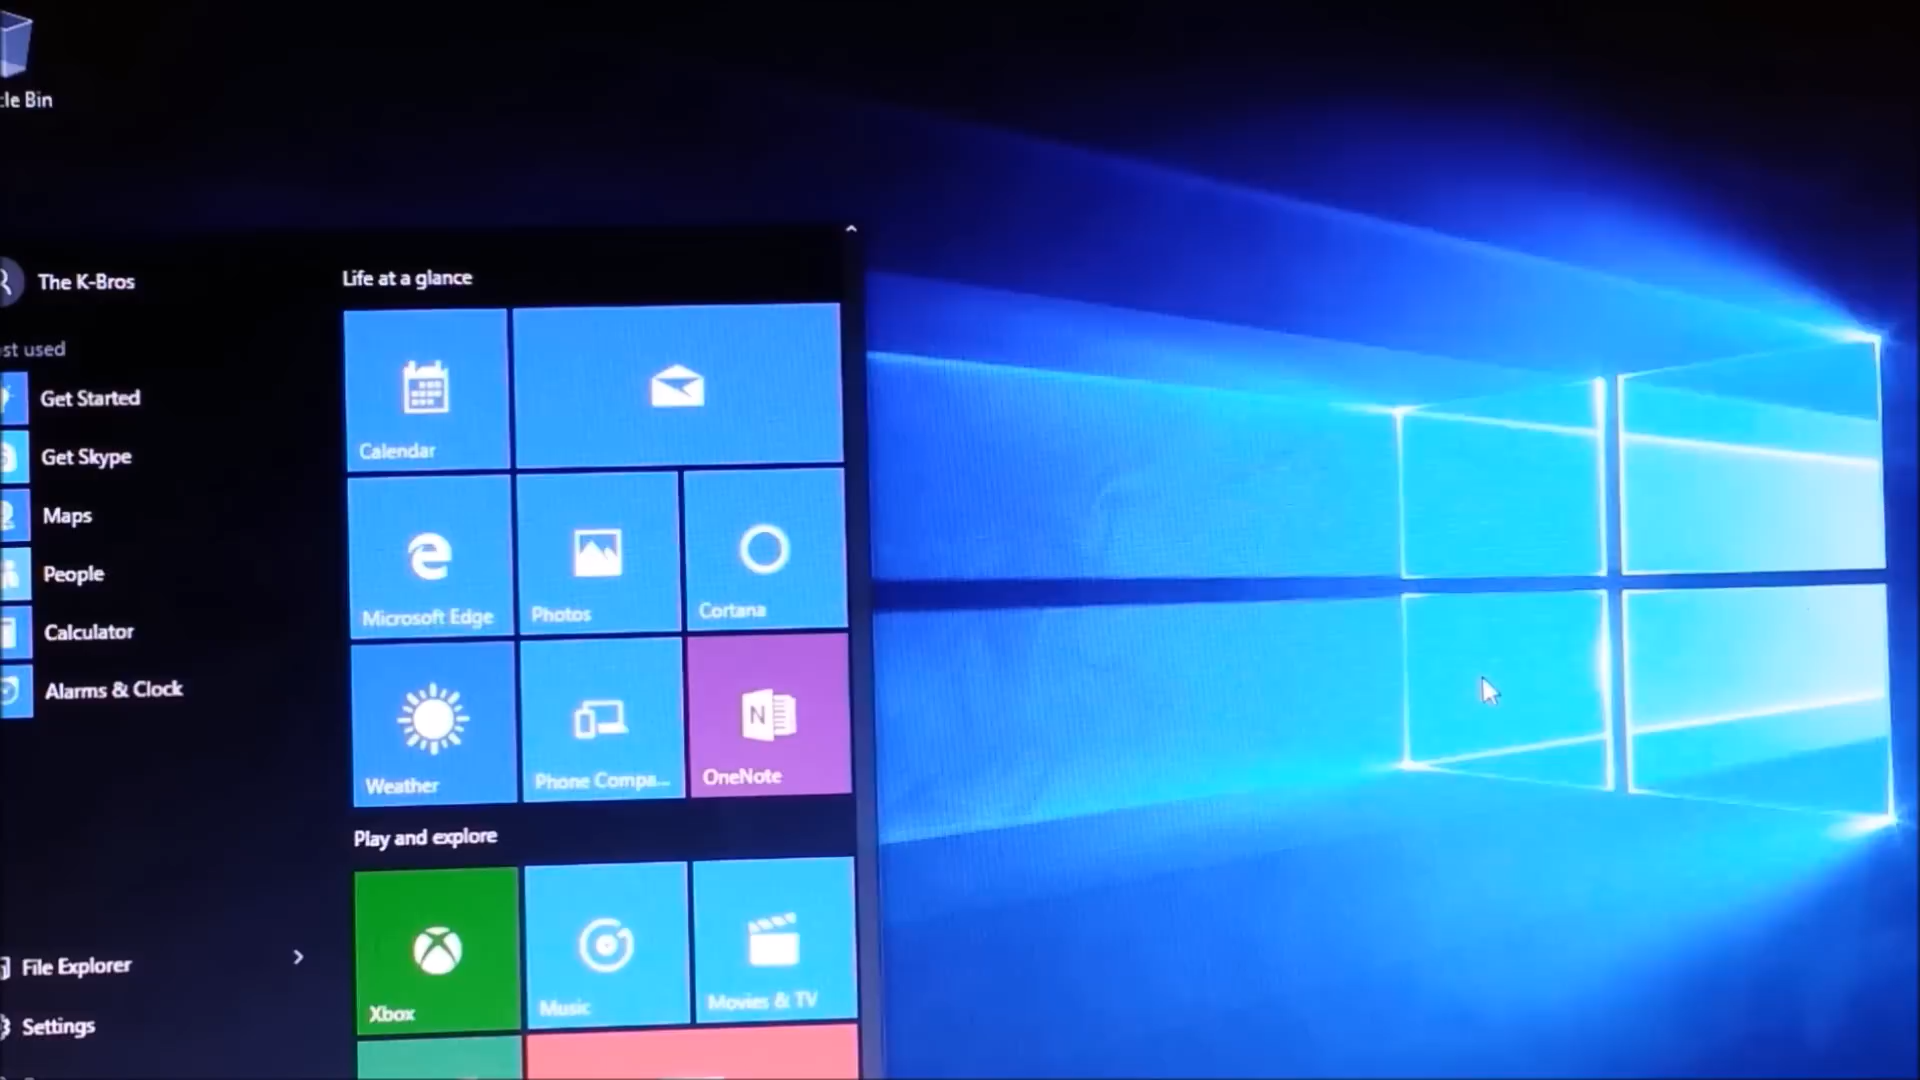 cle Bin
The K-Bros
st used
Get Started
Get Skype
Maps
People
Calculator
Alarms & Clock
File Explorer
Settings
Life at a glance
Calendar
Microsoft Edge
Photos
Cortana
Weather
Phone Compa...
N
OneNote
Play and explore
Xbox
Music
Movies & TV